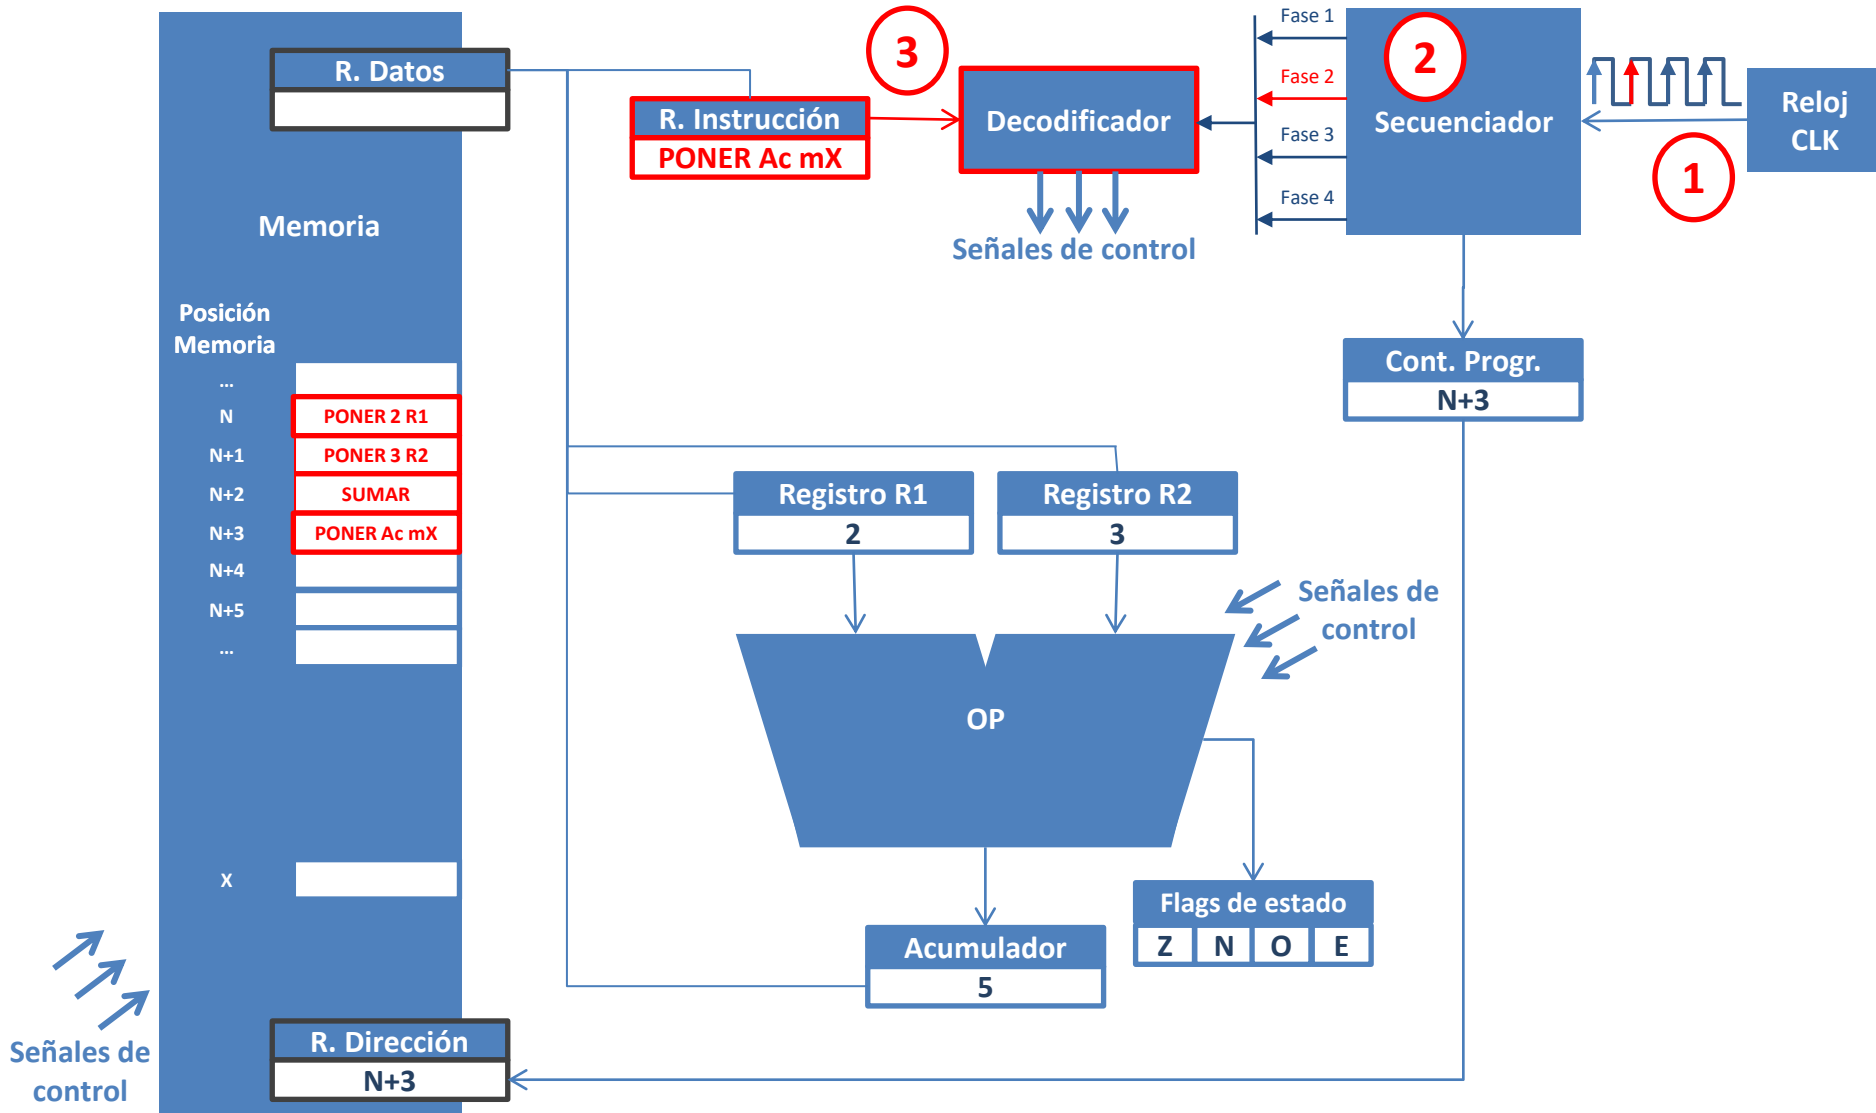 R. Datos
Memoria
Posición
Memoria
...
N
PONER 2 R1
N+1
PONER 3 R2
N+2
SUMAR
N+3
PONER Ac mX
N+4
N+5
...
X
Señales de
control
R. Dirección
N+3
R. Instrucción
PONER Ac mX
3
Decodificador
Señales de control
Fase 1
Fase 2
Fase 3
Fase 4
2
Secuenciador
1
Reloj
CLK
Cont. Progr.
N+3
Registro R1
2
Registro R2
3
Señales de
control
OP
Flags de estado
Z N O E
Acumulador
5